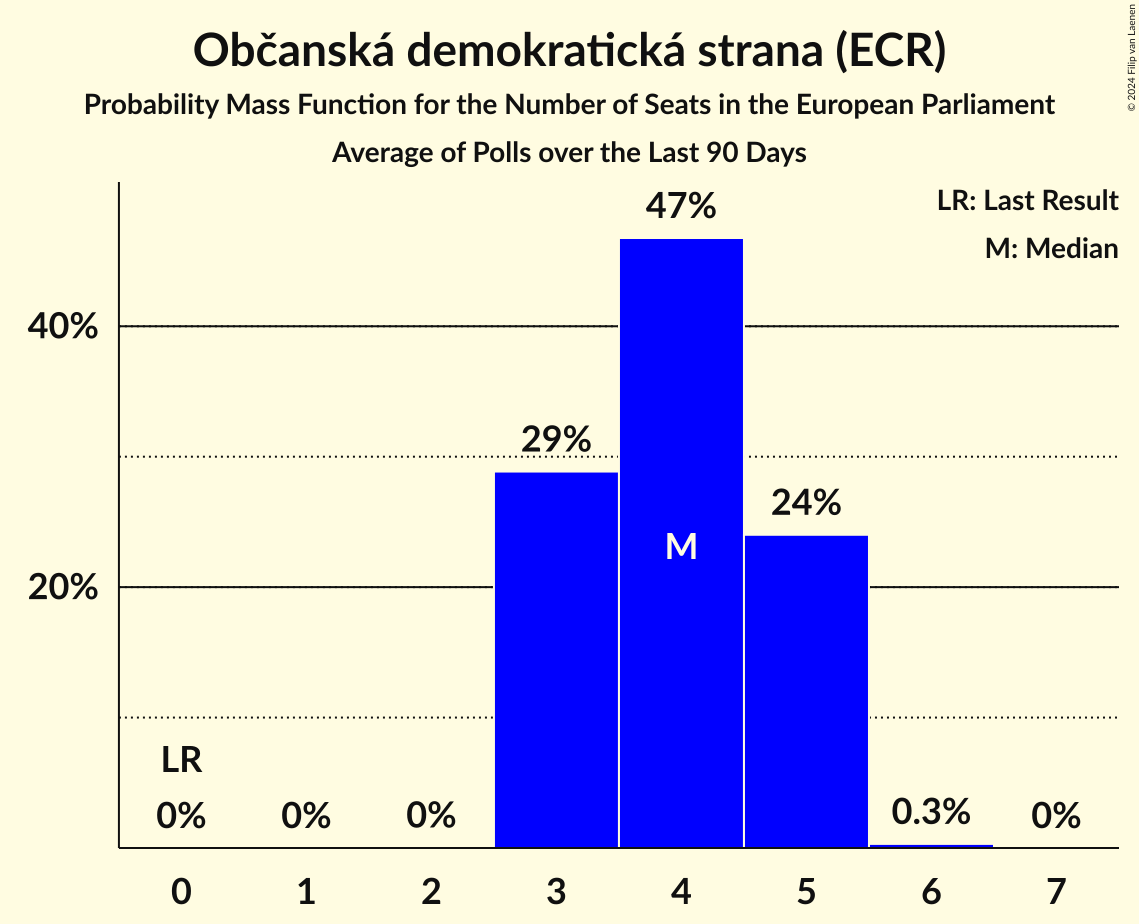 Občanská demokratická strana (ECR)
Probability Mass Function for the Number of Seats in the European Parliament
Average of Polls over the Last 90 Days
© 2024 Filip van Laenen
LR: Last Result
M: Median
47%
40%
29%
24%
M
20%
LR
0% 0% 0% 0.3% 0%
0 1 2 3 4 5 6 7